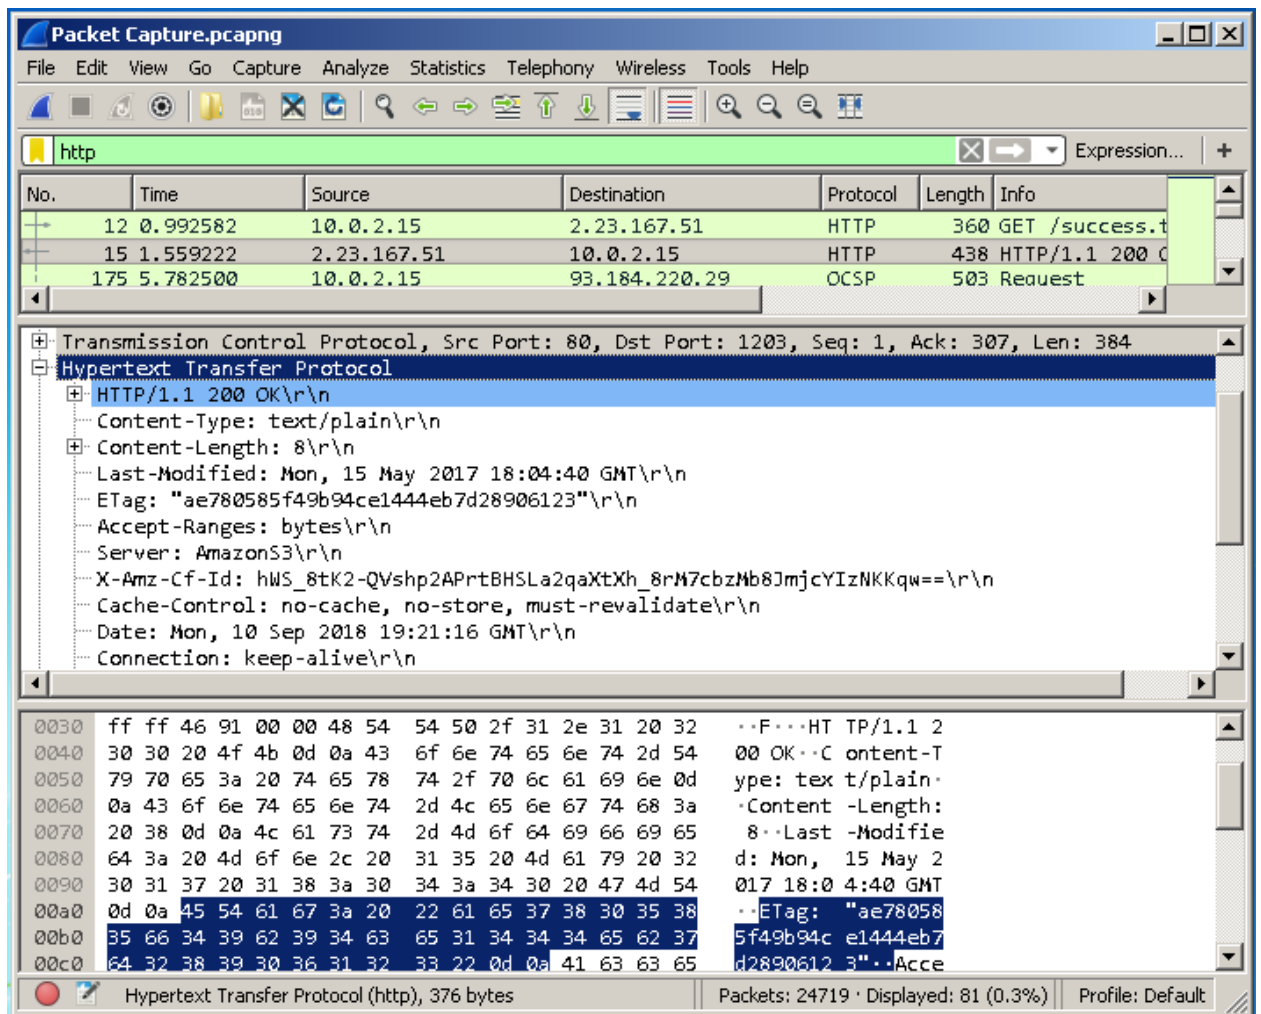 Packet Capture.pcapng
File Edit View Go Capture Analyze Statistics Telephony Wireless Tools Help
http Expression... +
No. Time Source Destination Protocol Length Info
12 0.992582 10.0.2.15 2.23.167.51 HTTP 360 GET /success.t
15 1.559222 2.23.167.51 10.0.2.15 HTTP 438 HTTP/1.1 200 O
175 5.782500 10.0.2.15 93.184.220.29 OCSP 503 Request
Transmission Control Protocol, Src Port: 80, Dst Port: 1203, Seq: 1, Ack: 307, Len: 384
Hypertext Transfer Protocol
HTTP/1.1 200 OK\r\n
Content-Type: text/plain\r\n
Content-Length: 8\r\n
Last-Modified: Mon, 15 May 2017 18:04:40 GMT\r\n
ETag: "ae780585f49b94ce1444eb7d28906123"\r\n
Accept-Ranges: bytes\r\n
Server: AmazonS3\r\n
X-Amz-Cf-Id: hWS_8tK2-QVshp2APrtBHSLa2qaXtXh_8rM7cbzMb8JmjcYIzNKKqw==\r\n
Cache-Control: no-cache, no-store, must-revalidate\r\n
Date: Mon, 10 Sep 2018 19:21:16 GMT\r\n
Connection: keep-alive\r\n
0030 ff ff 46 91 00 00 48 54 54 50 2f 31 2e 31 20 32 ··F···HT TP/1.1 2
0040 30 30 20 4f 4b 0d 0a 43 6f 6e 74 65 6e 74 2d 54 00 OK··C ontent-T
0050 79 70 65 3a 20 74 65 78 74 2f 70 6c 61 69 6e 0d ype: tex t/plain·
0060 0a 43 6f 6e 74 65 6e 74 2d 4c 65 6e 67 74 68 3a ·Content -Length:
0070 20 38 0d 0a 4c 61 73 74 2d 4d 6f 64 69 66 69 65 8··Last -Modifie
0080 64 3a 20 4d 6f 6e 2c 20 31 35 20 4d 61 79 20 32 d: Mon, 15 May 2
0090 30 31 37 20 31 38 3a 30 34 3a 34 30 20 47 4d 54 017 18:0 4:40 GMT
00a0 0d 0a 45 54 61 67 3a 20 22 61 65 37 38 30 35 38 ··ETag: "ae78058
00b0 35 66 34 39 62 39 34 63 65 31 34 34 34 65 62 37 5f49b94c e1444eb7
00c0 64 32 38 39 30 36 31 32 33 22 0d 0a 41 63 63 65 d2890612 3"··Acce
Hypertext Transfer Protocol (http), 376 bytes Packets: 24719 · Displayed: 81 (0.3%) Profile: Default